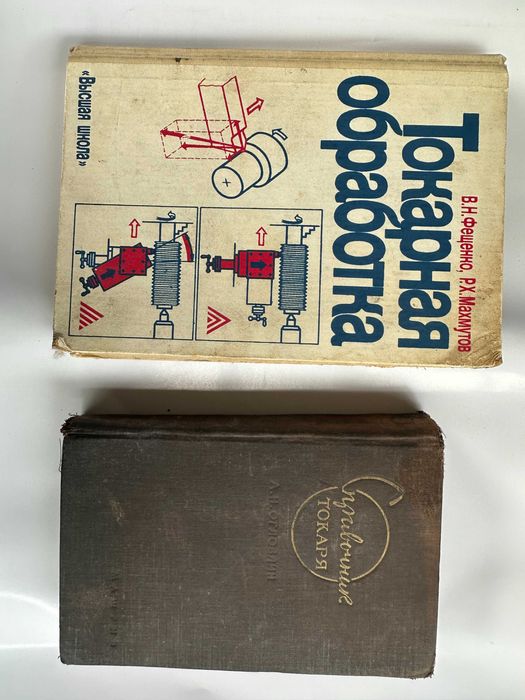 В.Н. Фещенко, Р.Х. Махмутов
Токарная
обработка
«Высшая школа»
Справочник
ТОКАРЯ